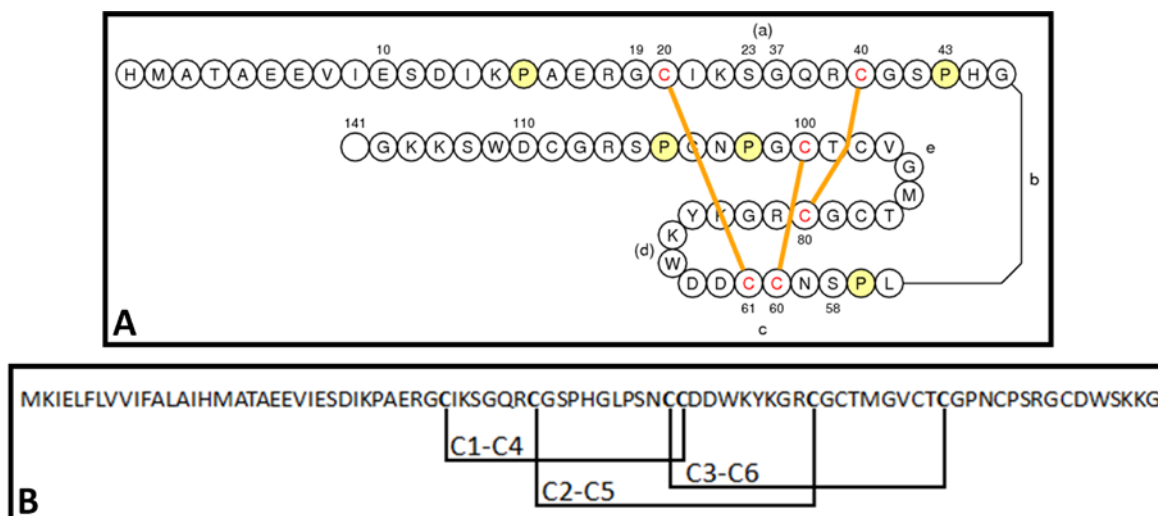 (a)
10 19 20 23 37 40 43
H M A T A E E V I E S D I K P A E R G C I K S G Q R C G S P H G
141 110 100
G K K S W D C G R S P C N P G C T C V e
G
b
M
Y K G R C G C T
K 80
(d)
W
D D C C N S P L
61 60 58
c
A
MKIELFLVVIFALAIHMATAEEVIESDIKPAERGCIKSGQRCGSPHGLPSNCCDDWKYKGRCGCTMGVCTCGPNCPSRGCDWSKKG
C1-C4 C3-C6
C2-C5
B